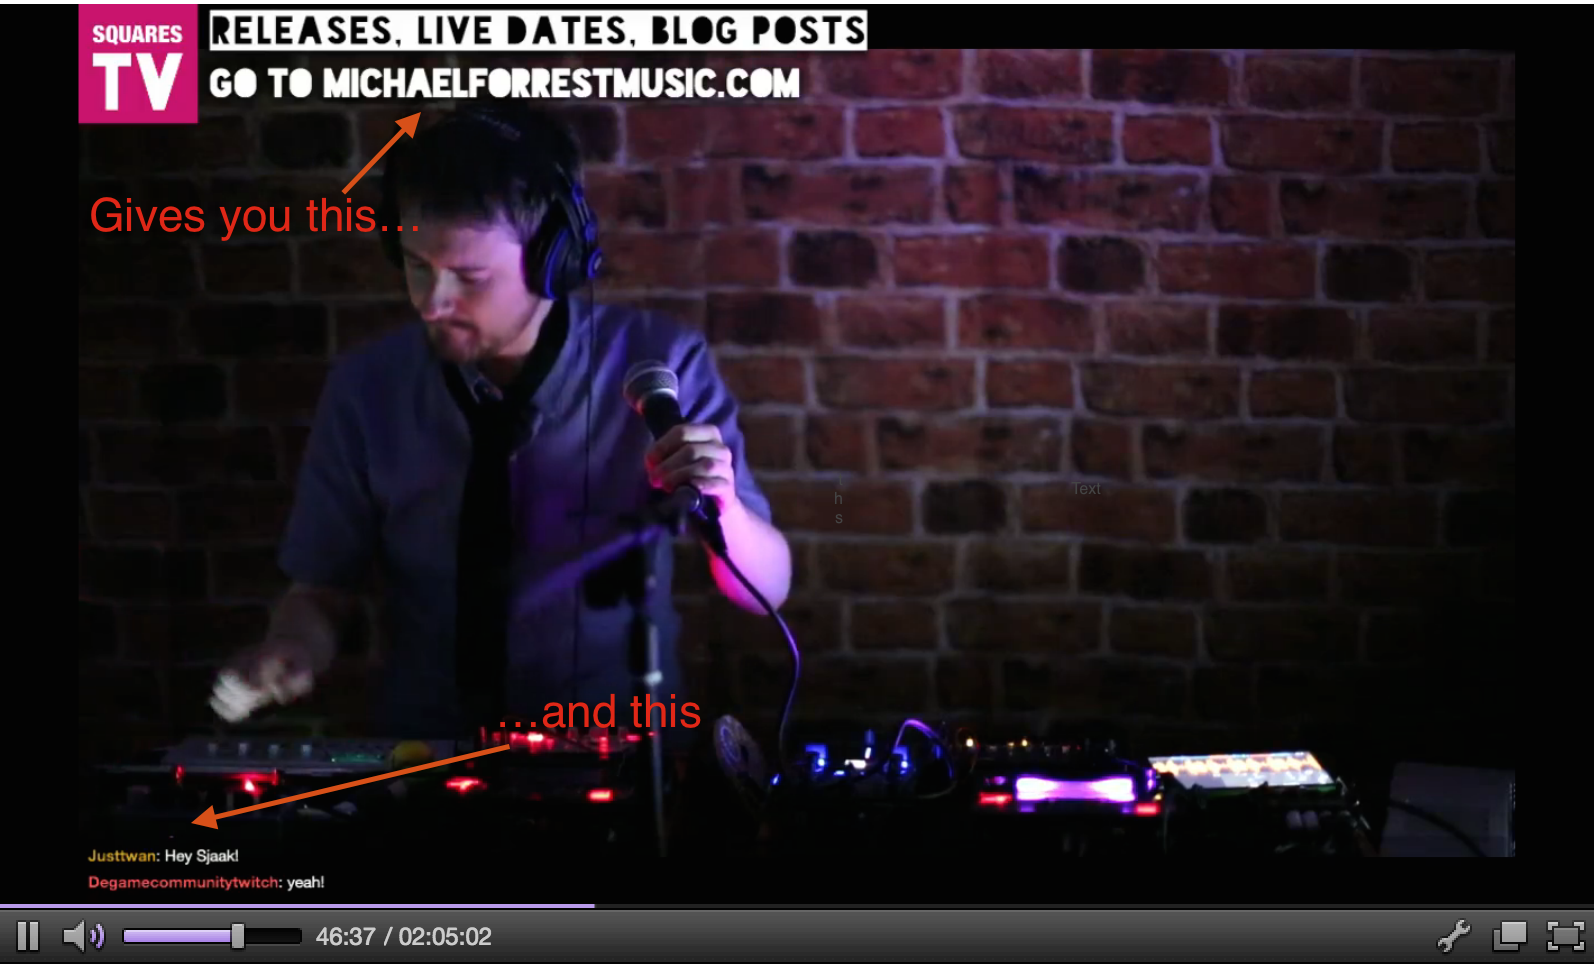 SQUARES
TV
RELEASES, LIVE DATES, BLOG POSTS
GO TO MICHAELFORRESTMUSIC.COM
Gives you this...
h
s
Text
...and this
Justtwan: Hey Sjaak!
Degamecommunitytwitch: yeah!
46:37 / 02:05:02